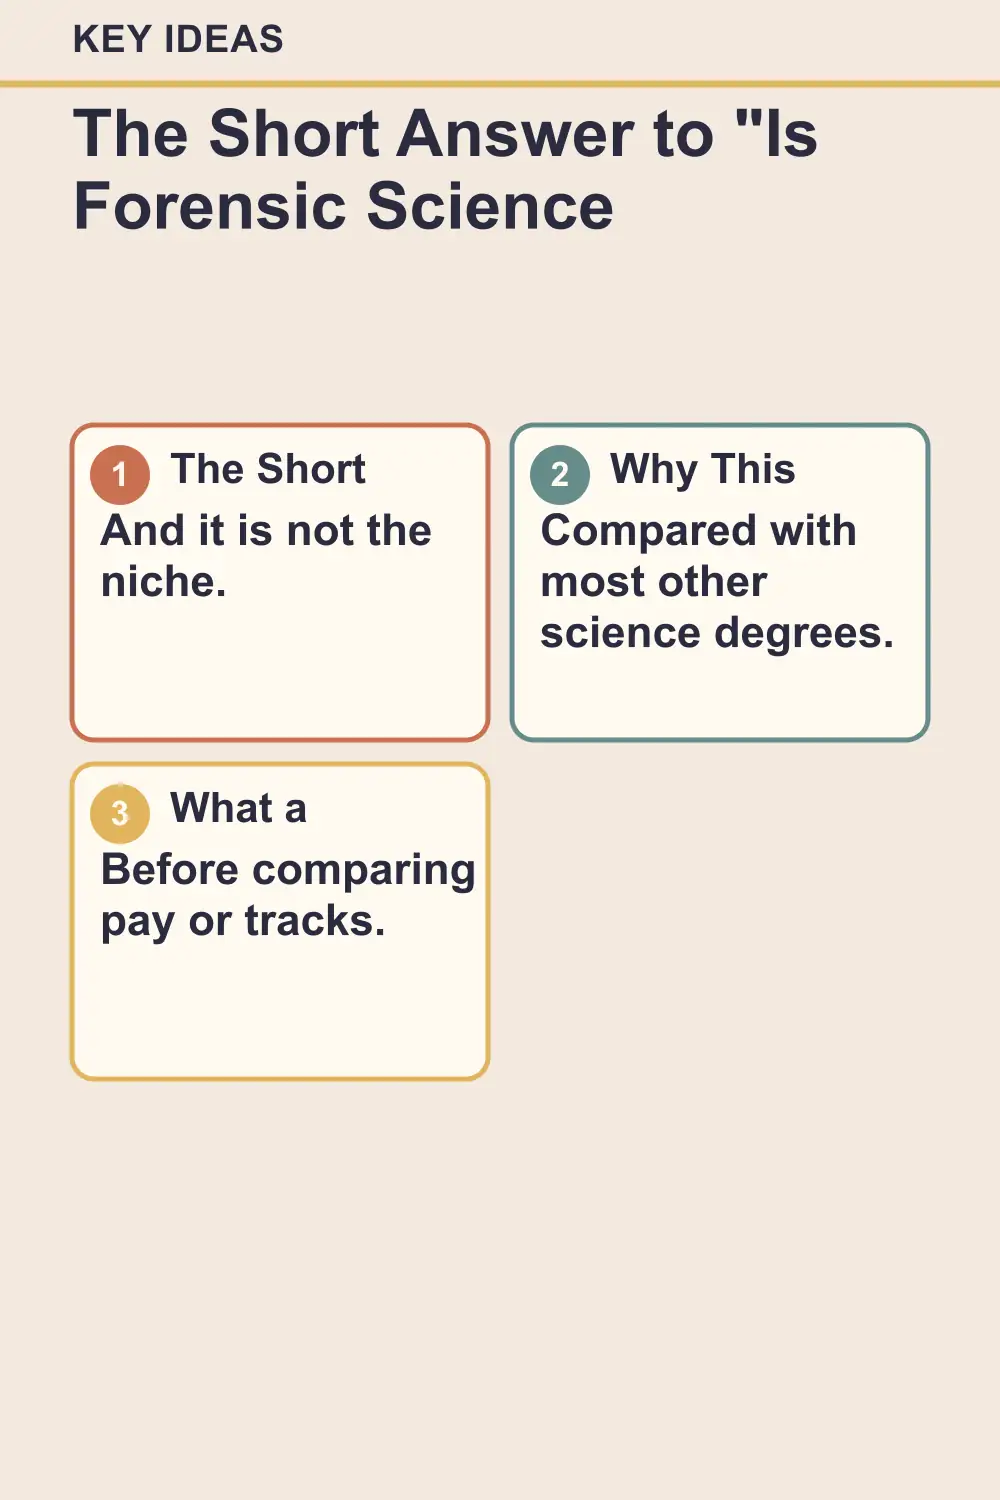 KEY IDEAS
The Short Answer to "Is
Forensic Science
1
The Short
And it is not the
niche.
2
Why This
Compared with
most other
science degrees.
3
What a
Before comparing
pay or tracks.